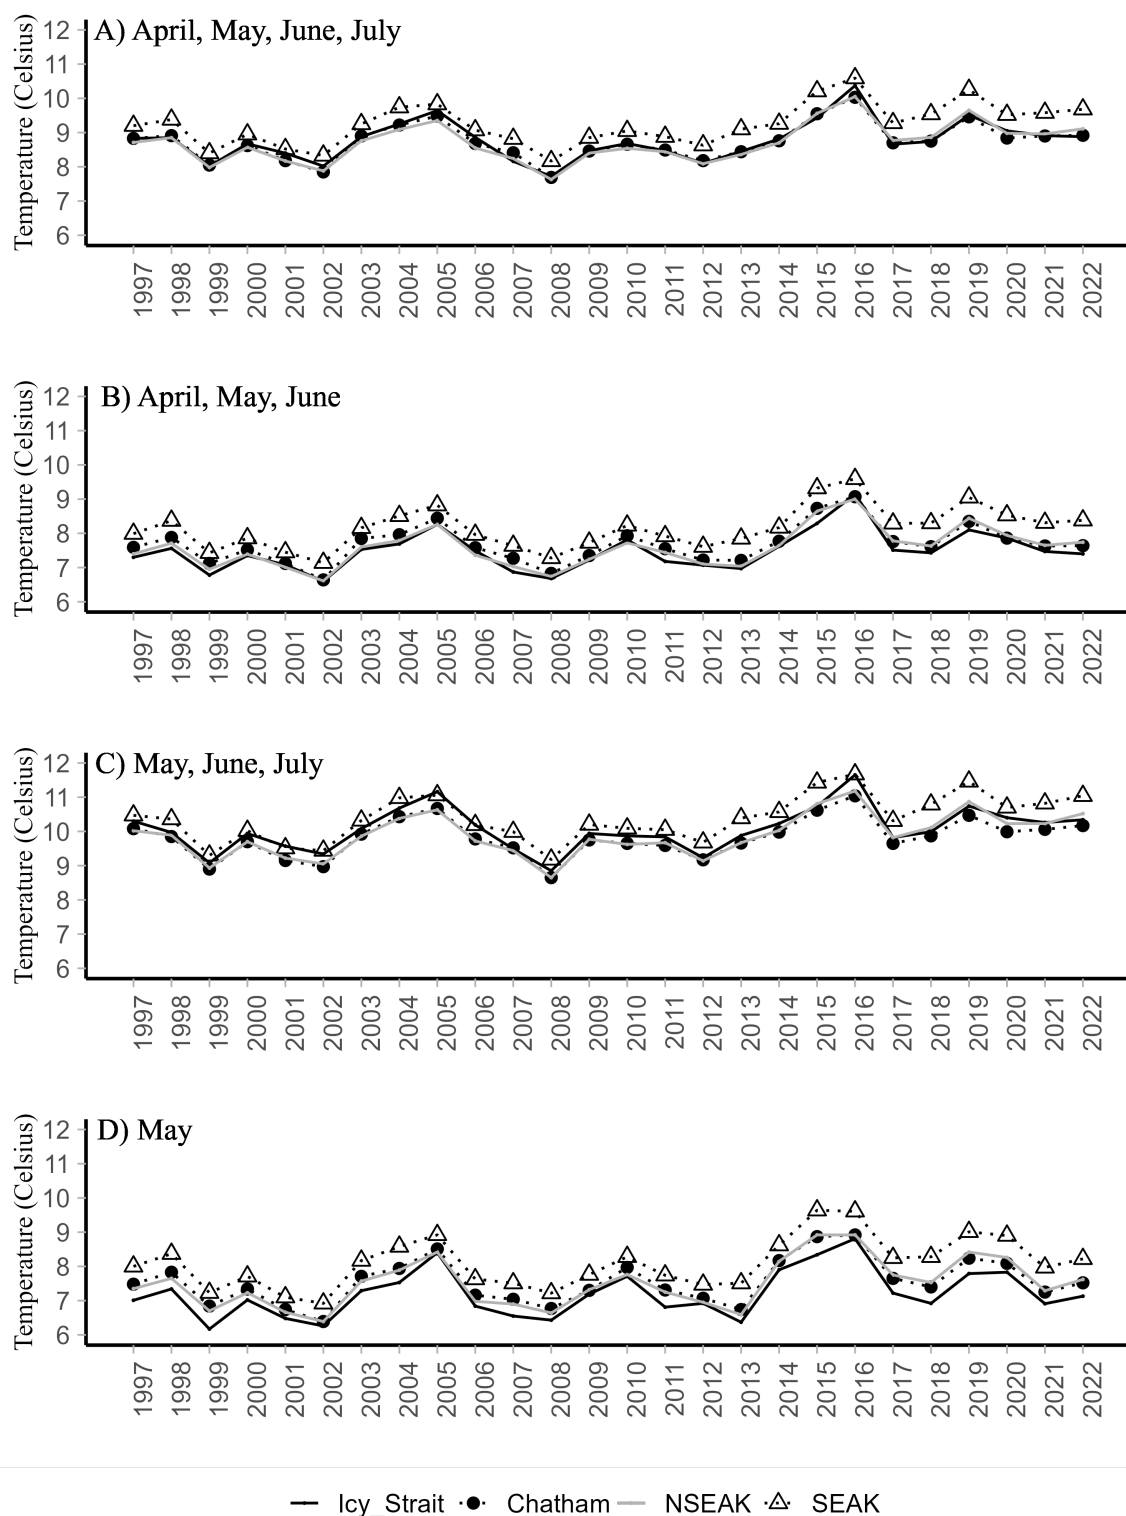 A) April, May, June, July
Temperature (Celsius)
12
11
10
9
8
7
6
1997 1998 1999 2000 2001 2002 2003 2004 2005 2006 2007 2008 2009 2010 2011 2012 2013 2014 2015 2016 2017 2018 2019 2020 2021 2022
B) April, May, June
Temperature (Celsius)
12
11
10
9
8
7
6
1997 1998 1999 2000 2001 2002 2003 2004 2005 2006 2007 2008 2009 2010 2011 2012 2013 2014 2015 2016 2017 2018 2019 2020 2021 2022
C) May, June, July
Temperature (Celsius)
12
11
10
9
8
7
6
1997 1998 1999 2000 2001 2002 2003 2004 2005 2006 2007 2008 2009 2010 2011 2012 2013 2014 2015 2016 2017 2018 2019 2020 2021 2022
D) May
Temperature (Celsius)
12
11
10
9
8
7
6
1997 1998 1999 2000 2001 2002 2003 2004 2005 2006 2007 2008 2009 2010 2011 2012 2013 2014 2015 2016 2017 2018 2019 2020 2021 2022
Icy_Strait Chatham NSEAK SEAK